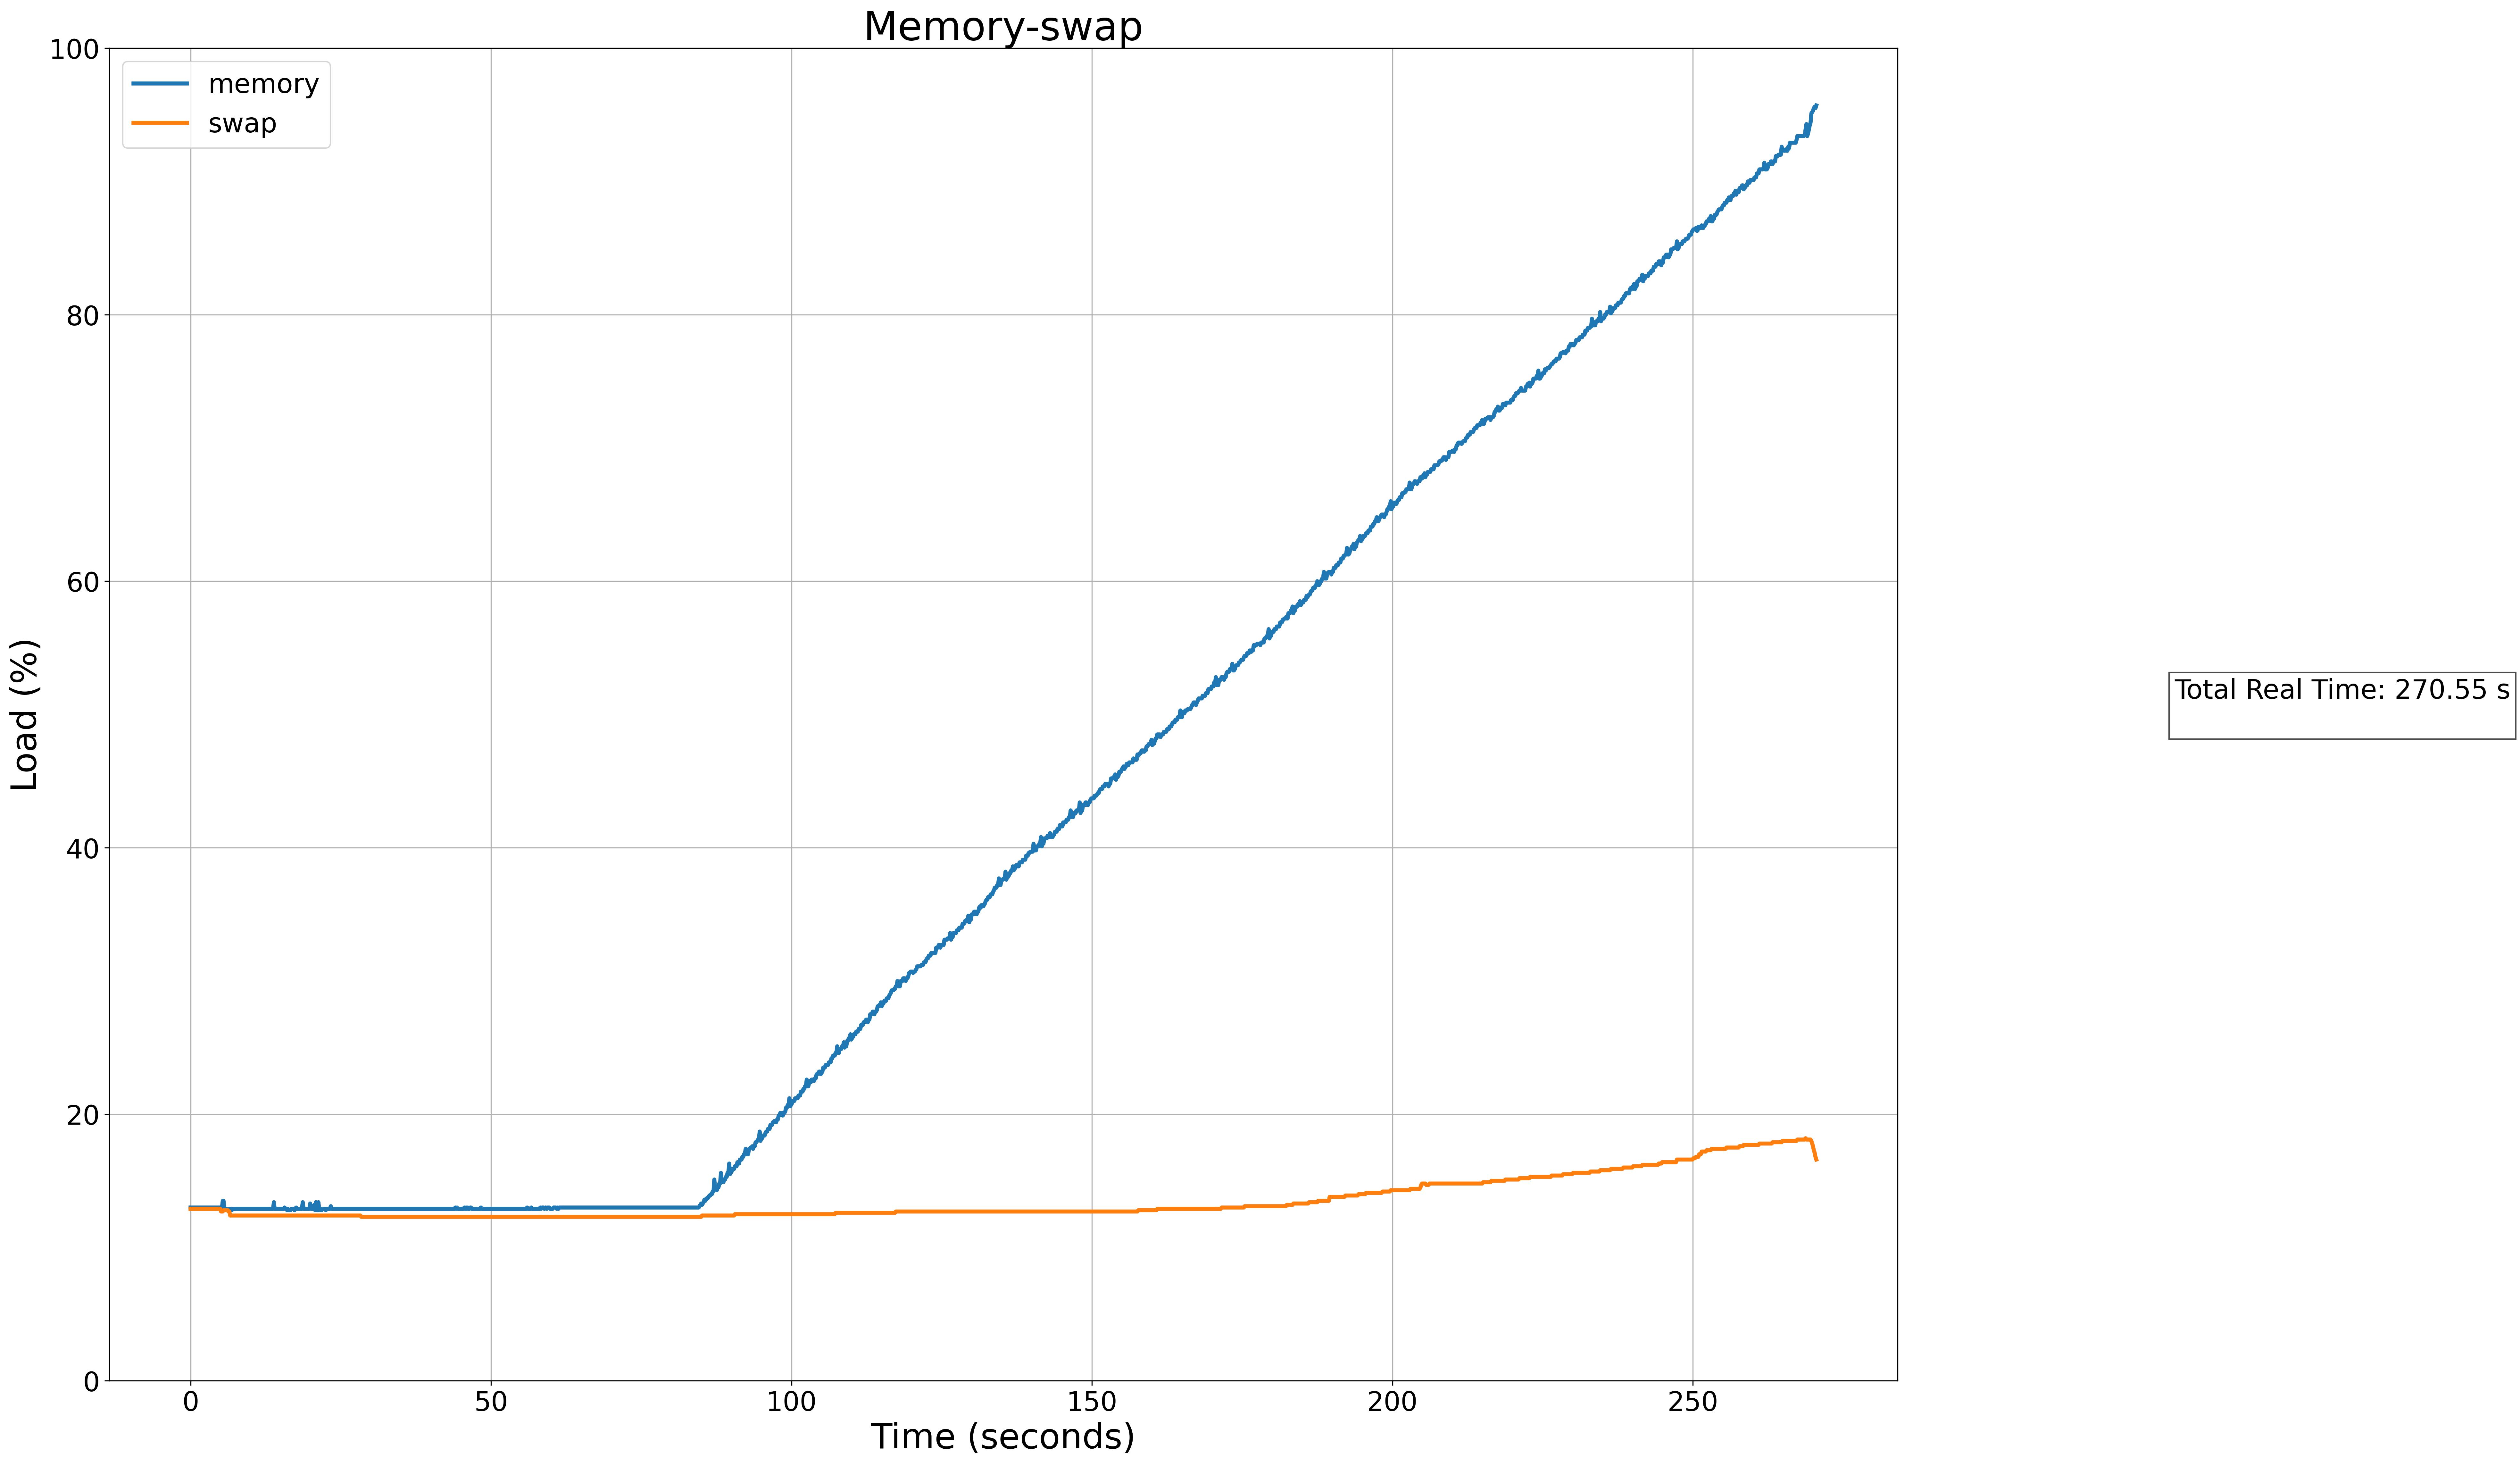 Memory-swap
memory
swap
100
80
60
40
20
0
Load (%)
0 50 100 150 200 250
Time (seconds)
Total Real Time: 270.55 s